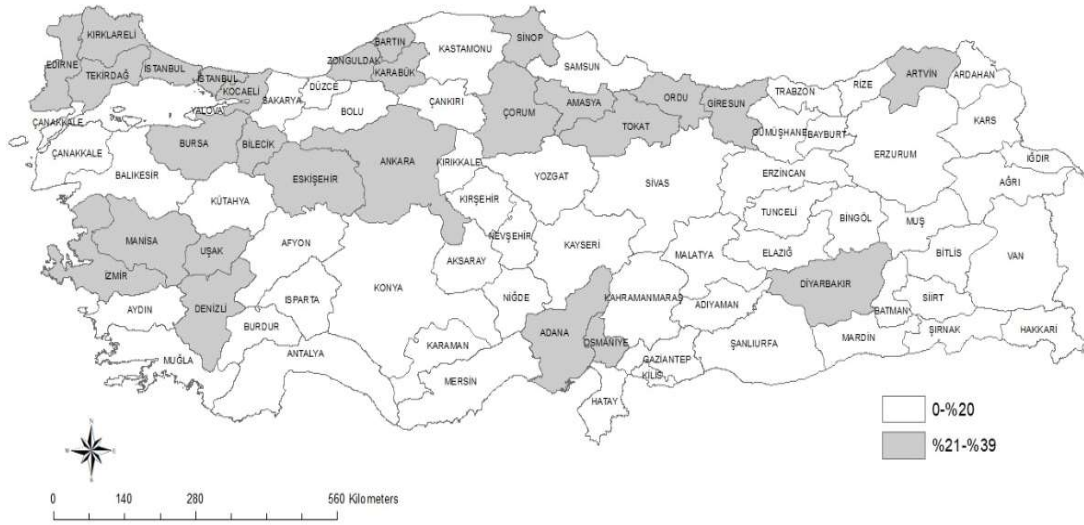 KIRKLARELİ
EDİRNE
TEKİRDAĞ
İSTANBUL
İSTANBUL
KOCAELİ
YALOVA
SAKARYA
DÜZCE
BOLU
ZONGULDAK
BARTIN
KARABÜK
KASTAMONU
ÇANKIRI
SİNOP
SAMSUN
ÇORUM
AMASYA
TOKAT
ORDU
GİRESUN
TRABZON
GÜMÜŞHANE
BAYBURT
RİZE
ARTVİN
ARDAHAN
KARS
IĞDIR
AĞRI
ERZURUM
ERZİNCAN
ÇANAKKALE
ÇANAKKALE
BALIKESİR
BURSA
BİLECİK
ESKİŞEHİR
ANKARA
KIRIKKALE
KIRŞEHİR
YOZGAT
SİVAS
TUNCELİ
BİNGÖL
MUŞ
BİTLİS
VAN
KÜTAHYA
MANİSA
UŞAK
AFYON
İZMİR
AYDIN
DENİZLİ
ISPARTA
BURDUR
MUĞLA
ANTALYA
KONYA
AKSARAY
NEVŞEHİR
NİĞDE
KAYSERİ
KARAMAN
MERSİN
ADANA
OSMANİYE
KAHRAMANMARAŞ
MALATYA
ELAZIĞ
ADIYAMAN
GAZİANTEP
KİLİS
HATAY
ŞANLIURFA
DİYARBAKIR
MARDİN
BATMAN
SİİRT
ŞIRNAK
HAKKARİ
0-%20
%21-%39
0 140 280 560 Kilometers